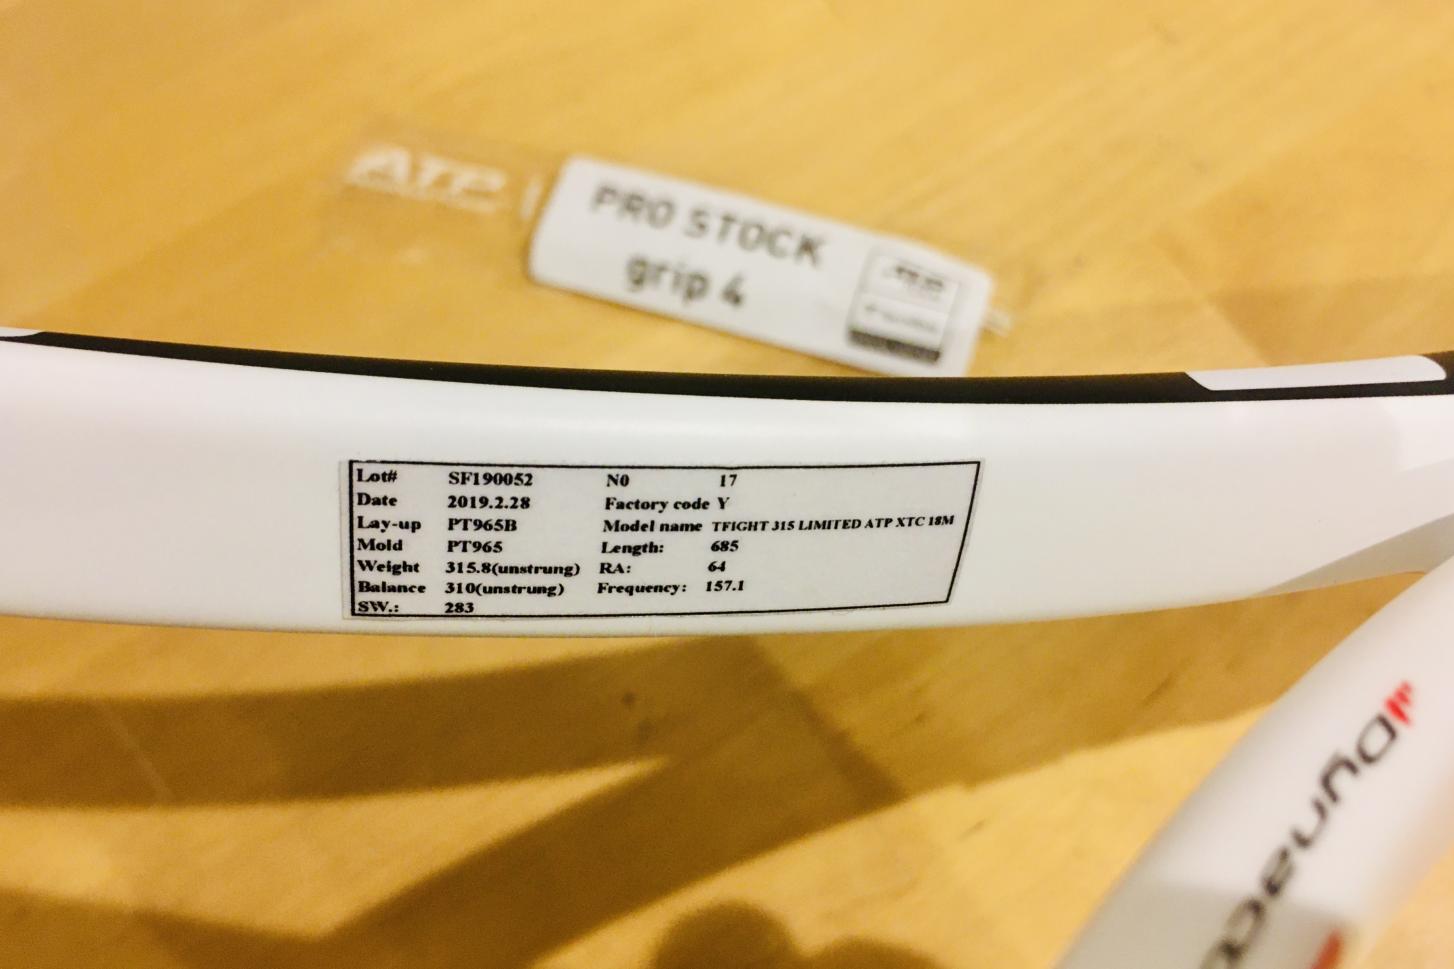 ATP
PRO STOCK
grip 4
Lot# SF190052 N0 17
Date 2019.2.28 Factory code Y
Lay-up PT965B Model name TFIGHT 315 LIMITED ATP XTC 18M
Mold PT965 Length: 685
Weight 315.8(unstrung) RA: 64
Balance 310(unstrung) Frequency: 157.1
SW.: 283